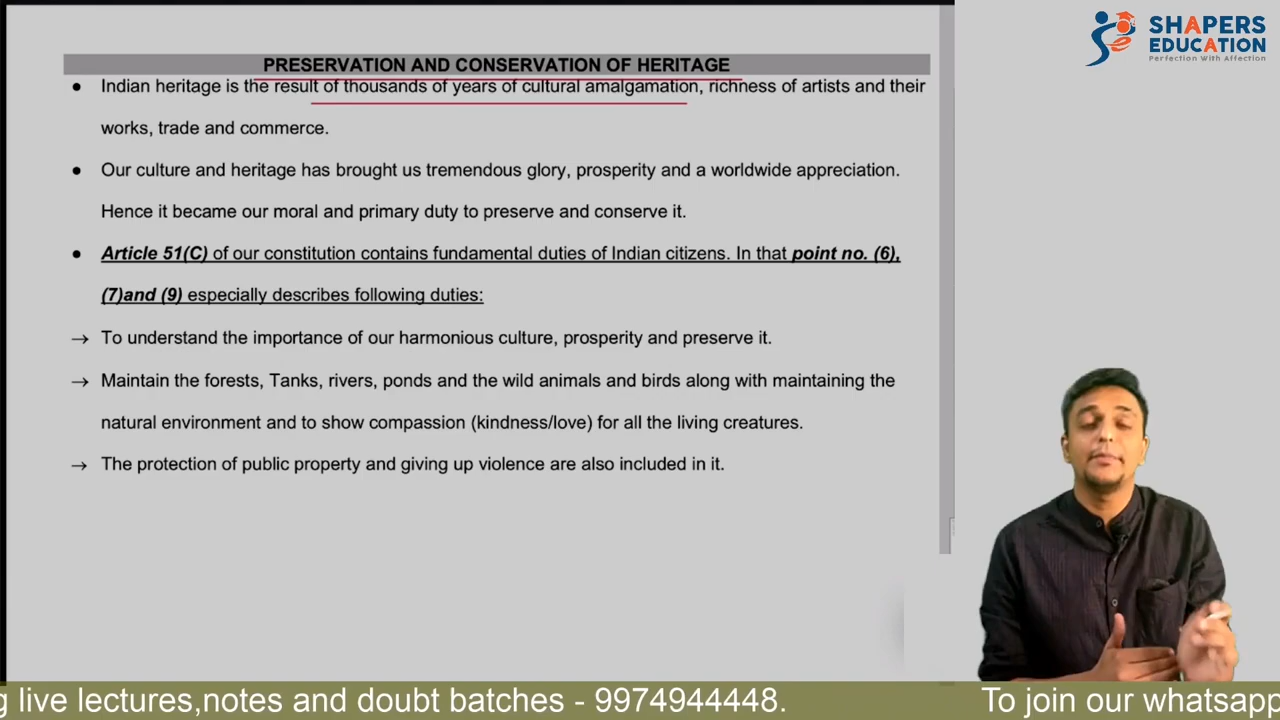 SHAPERS
EDUCATION
Perfection With Affection
PRESERVATION AND CONSERVATION OF HERITAGE
● Indian heritage is the result of thousands of years of cultural amalgamation, richness of artists and their
works, trade and commerce.
● Our culture and heritage has brought us tremendous glory, prosperity and a worldwide appreciation.
Hence it became our moral and primary duty to preserve and conserve it.
● Article 51(C) of our constitution contains fundamental duties of Indian citizens. In that point no. (6),
(7)and (9) especially describes following duties:
→ To understand the importance of our harmonious culture, prosperity and preserve it.
→ Maintain the forests, Tanks, rivers, ponds and the wild animals and birds along with maintaining the
natural environment and to show compassion (kindness/love) for all the living creatures.
→ The protection of public property and giving up violence are also included in it.
g live lectures,notes and doubt batches - 9974944448. To join our whatsapp